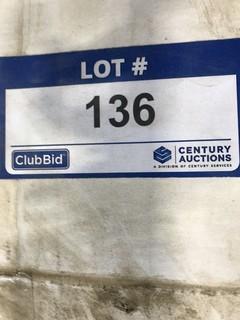 LOT #
136
ClubBid
CENTURY
AUCTIONS
A DIVISION OF CENTURY SERVICES